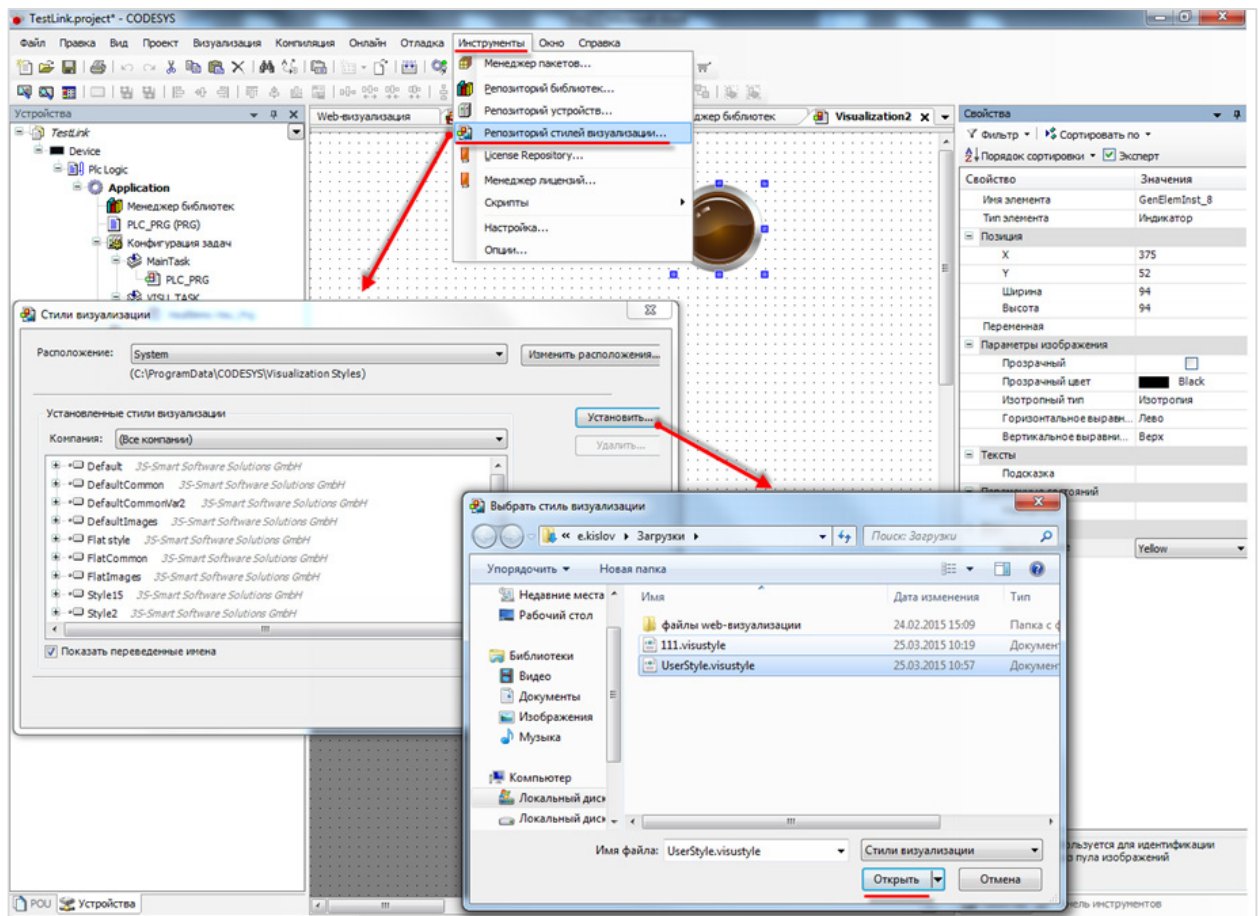 TestLink.project* - CODESYS
Файл Правка Вид Проект Визуализация Компиляция Онлайн Отладка Инструменты Окно Справка
Менеджер пакетов...
Репозиторий библиотек...
Репозиторий устройств...
Репозиторий стилей визуализации...
License Repository...
Менеджер лицензий...
Скрипты
Настройка...
Опции...
Устройства
TestLink
Device
Plc Logic
Application
Менеджер библиотек
PLC_PRG (PRG)
Конфигурация задач
MainTask
PLC_PRG
VISU_TASK
Web-визуализация
джер библиотек
Visualization2
Свойства
Фильтр
Сортировать по
Порядок сортировки
Эксперт
Свойство Значения
Имя элемента GenElemInst_8
Тип элемента Индикатор
Позиция
X 375
Y 52
Ширина 94
Высота 94
Переменная
Параметры изображения
Прозрачный
Прозрачный цвет Black
Изотропный тип Изотропия
Горизонтальное выравн... Лево
Вертикальное выравни... Верх
Тексты
Подсказка
Yellow
Стили визуализации
Расположение: System Изменить расположение...
(C:\ProgramData\CODESYS\Visualization Styles)
Установленные стили визуализации
Установить...
Компания: (Все компании)
Удалить...
Default 3S-Smart Software Solutions GmbH
DefaultCommon 3S-Smart Software Solutions GmbH
DefaultCommonVar2 3S-Smart Software Solutions GmbH
DefaultImages 3S-Smart Software Solutions GmbH
Flat style 3S-Smart Software Solutions GmbH
FlatCommon 3S-Smart Software Solutions GmbH
FlatImages 3S-Smart Software Solutions GmbH
Style15 3S-Smart Software Solutions GmbH
Style2 3S-Smart Software Solutions GmbH
Показать переведенные имена
Выбрать стиль визуализации
« e.kislov Загрузки
Поиск: Загрузки
Упорядочить Новая папка
Недавние места
Рабочий стол
Библиотеки
Видео
Документы
Изображения
Музыка
Компьютер
Локальный диск
Локальный диск
Имя Дата изменения Тип
файлы web-визуализации 24.02.2015 15:09 Папка с ф
111.visustyle 25.03.2015 10:19 Докумен
UserStyle.visustyle 25.03.2015 10:57 Докумен
Имя файла: UserStyle.visustyle Стили визуализации
Открыть Отмена
ользуется для идентификации
з пула изображений
POU Устройства
нель инструментов